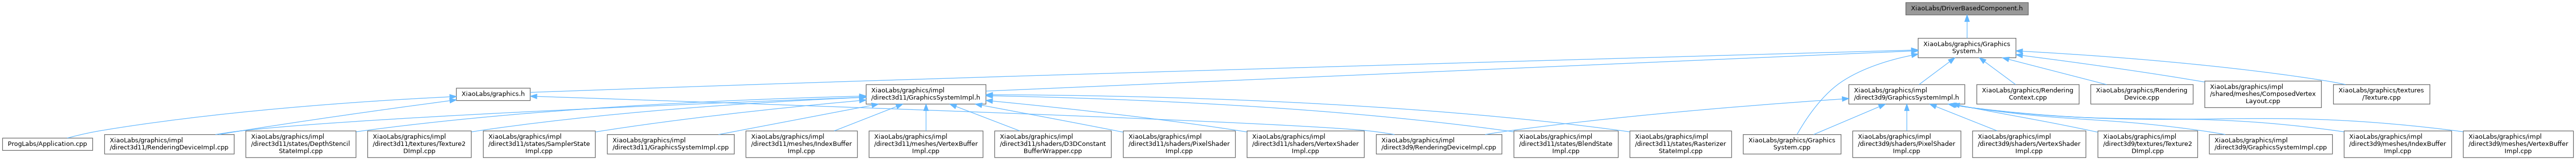 XiaoLabs/DriverBasedComponent.h
XiaoLabs/graphics/Graphics
System.h
XiaoLabs/graphics.h
XiaoLabs/graphics/impl
/direct3d11/GraphicsSystemImpl.h
XiaoLabs/graphics/impl
/direct3d9/GraphicsSystemImpl.h
XiaoLabs/graphics/Rendering
Context.cpp
XiaoLabs/graphics/Rendering
Device.cpp
XiaoLabs/graphics/impl
/shared/meshes/ComposedVertex
Layout.cpp
XiaoLabs/graphics/textures
/Texture.cpp
ProgLabs/Application.cpp
XiaoLabs/graphics/impl
/direct3d11/RenderingDeviceImpl.cpp
XiaoLabs/graphics/impl
/direct3d11/states/DepthStencil
StateImpl.cpp
XiaoLabs/graphics/impl
/direct3d11/textures/Texture2
DImpl.cpp
XiaoLabs/graphics/impl
/direct3d11/states/SamplerState
Impl.cpp
XiaoLabs/graphics/impl
/direct3d11/GraphicsSystemImpl.cpp
XiaoLabs/graphics/impl
/direct3d11/meshes/IndexBuffer
Impl.cpp
XiaoLabs/graphics/impl
/direct3d11/meshes/VertexBuffer
Impl.cpp
XiaoLabs/graphics/impl
/direct3d11/shaders/D3DConstant
BufferWrapper.cpp
XiaoLabs/graphics/impl
/direct3d11/shaders/PixelShader
Impl.cpp
XiaoLabs/graphics/impl
/direct3d11/shaders/VertexShader
Impl.cpp
XiaoLabs/graphics/impl
/direct3d9/RenderingDeviceImpl.cpp
XiaoLabs/graphics/impl
/direct3d11/states/BlendState
Impl.cpp
XiaoLabs/graphics/impl
/direct3d11/states/Rasterizer
StateImpl.cpp
XiaoLabs/graphics/Graphics
System.cpp
XiaoLabs/graphics/impl
/direct3d9/shaders/PixelShader
Impl.cpp
XiaoLabs/graphics/impl
/direct3d9/shaders/VertexShader
Impl.cpp
XiaoLabs/graphics/impl
/direct3d9/textures/Texture2
DImpl.cpp
XiaoLabs/graphics/impl
/direct3d9/GraphicsSystemImpl.cpp
XiaoLabs/graphics/impl
/direct3d9/meshes/IndexBuffer
Impl.cpp
XiaoLabs/graphics/impl
/direct3d9/meshes/VertexBuffer
Impl.cpp